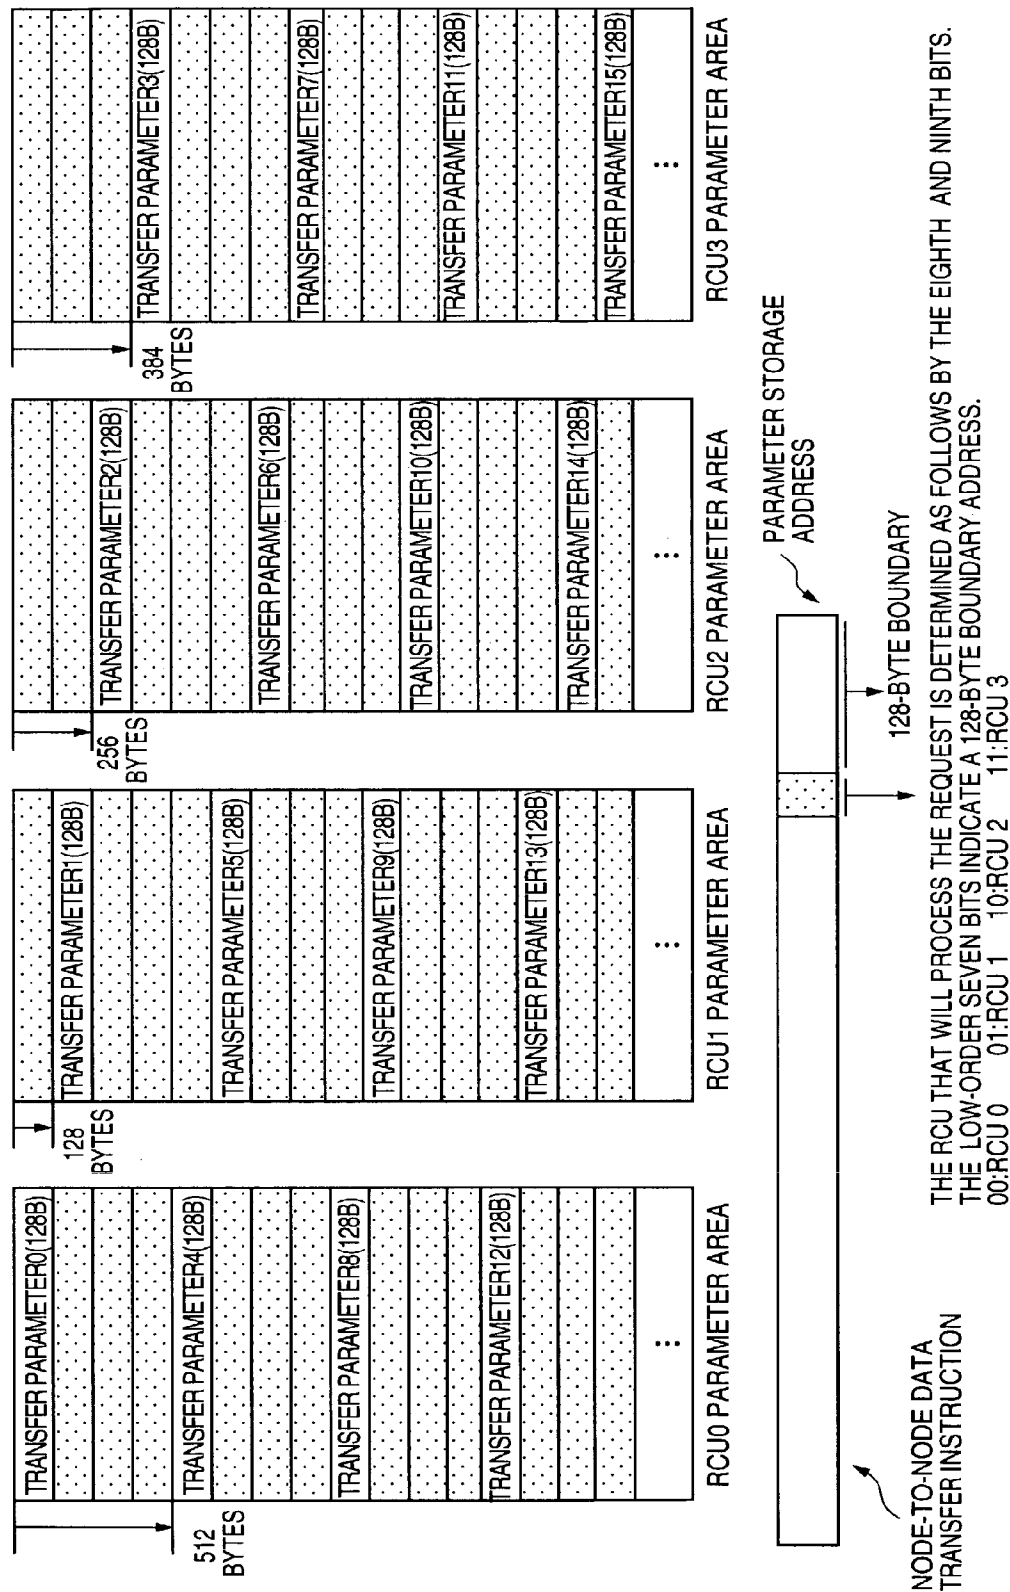 TRANSFER PARAMETER0(128B)
TRANSFER PARAMETER4(128B)
TRANSFER PARAMETER8(128B)
TRANSFER PARAMETER12(128B)
⋮
512
BYTES
RCU0 PARAMETER AREA
TRANSFER PARAMETER1(128B)
TRANSFER PARAMETER5(128B)
TRANSFER PARAMETER9(128B)
TRANSFER PARAMETER13(128B)
⋮
128
BYTES
RCU1 PARAMETER AREA
TRANSFER PARAMETER2(128B)
TRANSFER PARAMETER6(128B)
TRANSFER PARAMETER10(128B)
TRANSFER PARAMETER14(128B)
⋮
256
BYTES
RCU2 PARAMETER AREA
TRANSFER PARAMETER3(128B)
TRANSFER PARAMETER7(128B)
TRANSFER PARAMETER11(128B)
TRANSFER PARAMETER15(128B)
⋮
384
BYTES
RCU3 PARAMETER AREA
PARAMETER STORAGE
ADDRESS
128-BYTE BOUNDARY
NODE-TO-NODE DATA
TRANSFER INSTRUCTION
THE RCU THAT WILL PROCESS THE REQUEST IS DETERMINED AS FOLLOWS BY THE EIGHTH AND NINTH BITS.
THE LOW-ORDER SEVEN BITS INDICATE A 128-BYTE BOUNDARY ADDRESS.
00:RCU 0 01:RCU 1 10:RCU 2 11:RCU 3